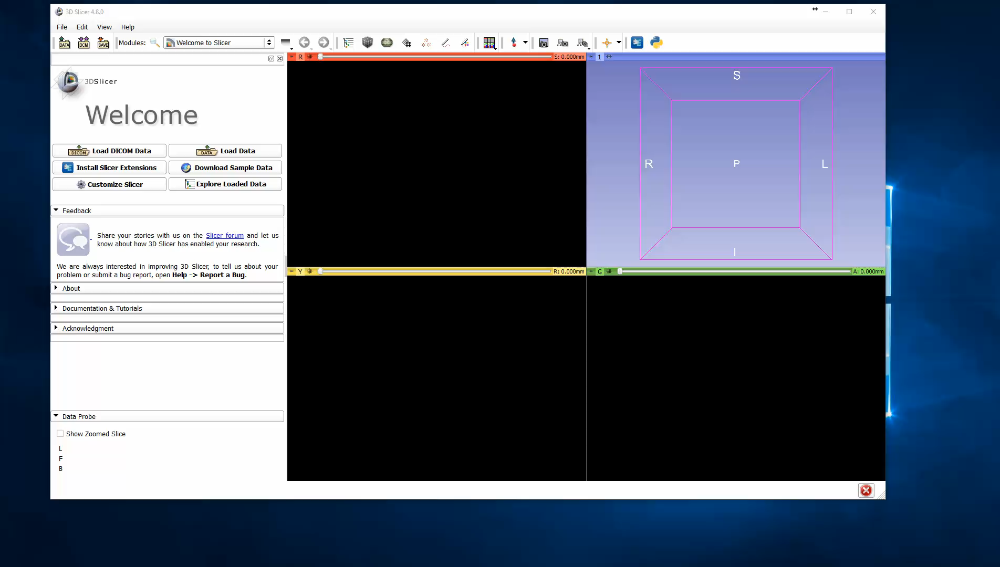 3D Slicer 4.8.0
File Edit View Help
DATA DCM SAVE Modules: Welcome to Slicer
R S: 0.000mm 1
3DSlicer
Welcome
S
R P L
I
DICOM Load DICOM Data DATA Load Data
Install Slicer Extensions Download Sample Data
Customize Slicer Explore Loaded Data
Feedback
Share your stories with us on the Slicer forum and let us
know about how 3D Slicer has enabled your research.
We are always interested in improving 3D Slicer, to tell us about your
problem or submit a bug report, open Help -> Report a Bug.
Y R: 0.000mm G A: 0.000mm
About
Documentation & Tutorials
Acknowledgment
Data Probe
Show Zoomed Slice
L
F
B